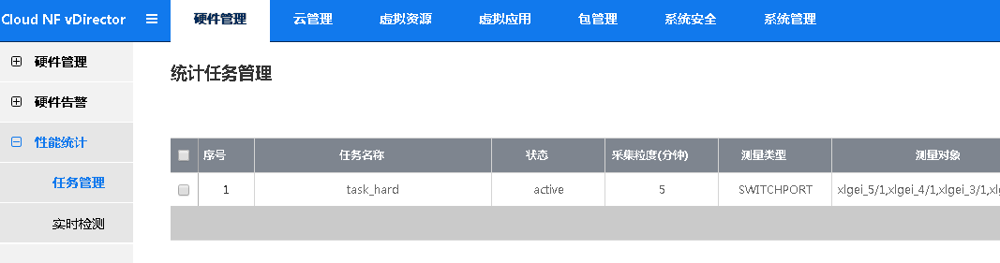 Cloud NF vDirector 硬件管理 云管理 虚拟资源 虚拟应用 包管理 系统安全 系统管理
硬件管理
硬件告警
性能统计
任务管理
实时检测
统计任务管理
序号 任务名称 状态 采集粒度(分钟) 测量类型 测量对象
1 task_hard active 5 SWITCHPORT xlgei_5/1,xlgei_4/1,xlgei_3/1,xl